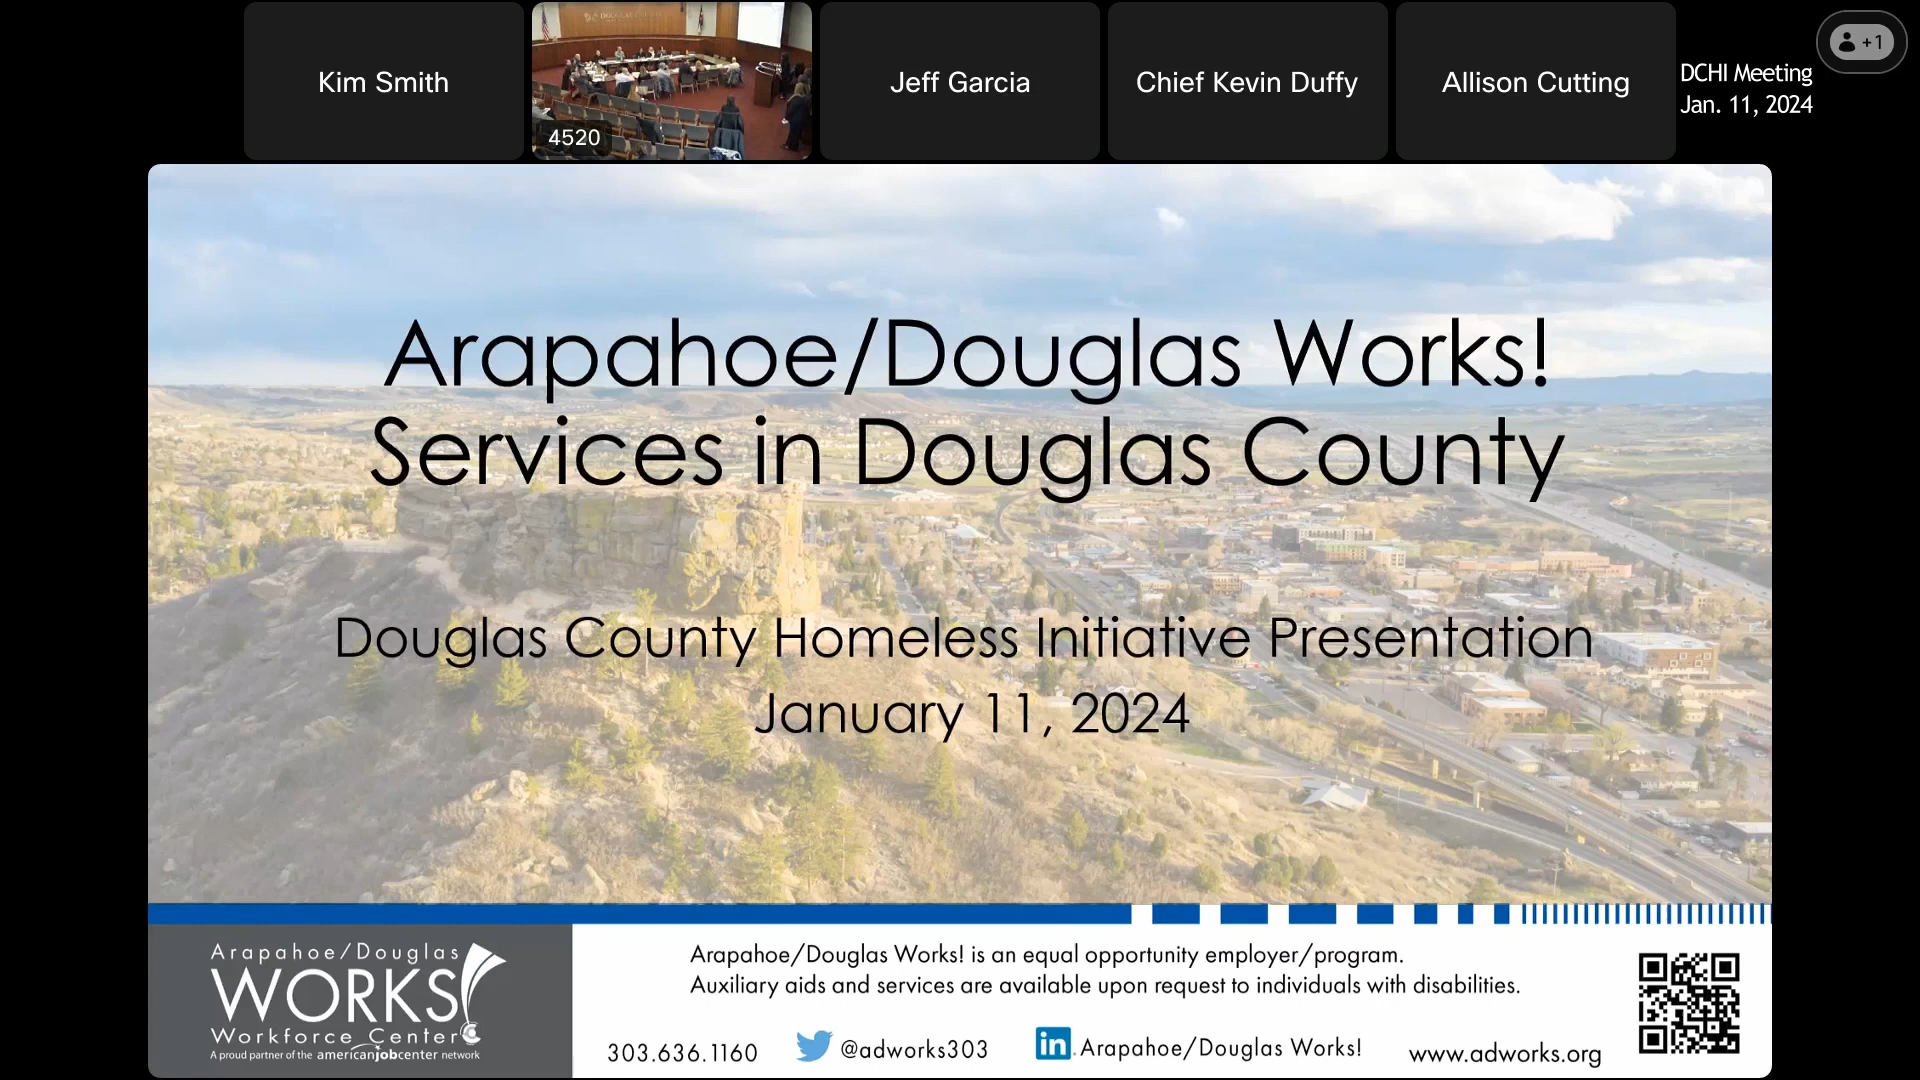 Kim Smith
4520
Jeff Garcia
Chief Kevin Duffy
Allison Cutting
DCHI Meeting
Jan. 11, 2024
+1
Arapahoe/Douglas Works!
Services in Douglas County
Douglas County Homeless Initiative Presentation
January 11, 2024
Arapahoe/Douglas
WORKS!
Workforce Center
A proud partner of the americanjobcenter network
Arapahoe/Douglas Works! is an equal opportunity employer/program.
Auxiliary aids and services are available upon request to individuals with disabilities.
303.636.1160
@adworks303
in Arapahoe/Douglas Works!
www.adworks.org